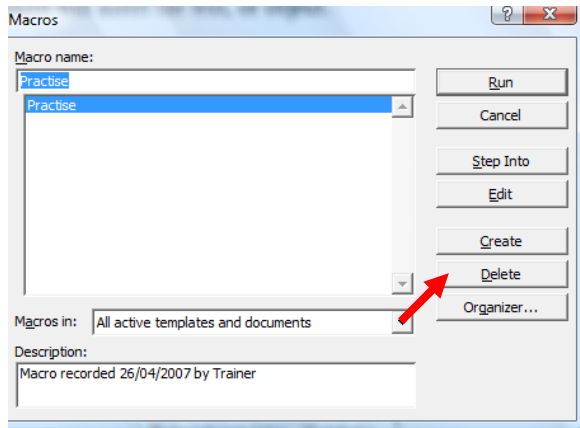 Macros
Macro name:
Practise
Practise
Run
Cancel
Step Into
Edit
Create
Delete
Organizer...
Macros in: All active templates and documents
Description:
Macro recorded 26/04/2007 by Trainer